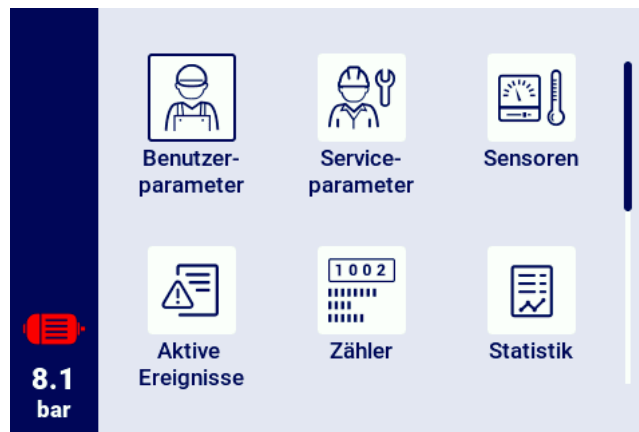 Benutzer-
parameter
Service-
parameter
Sensoren
1002
Aktive
Ereignisse
Zähler
Statistik
8.1
bar